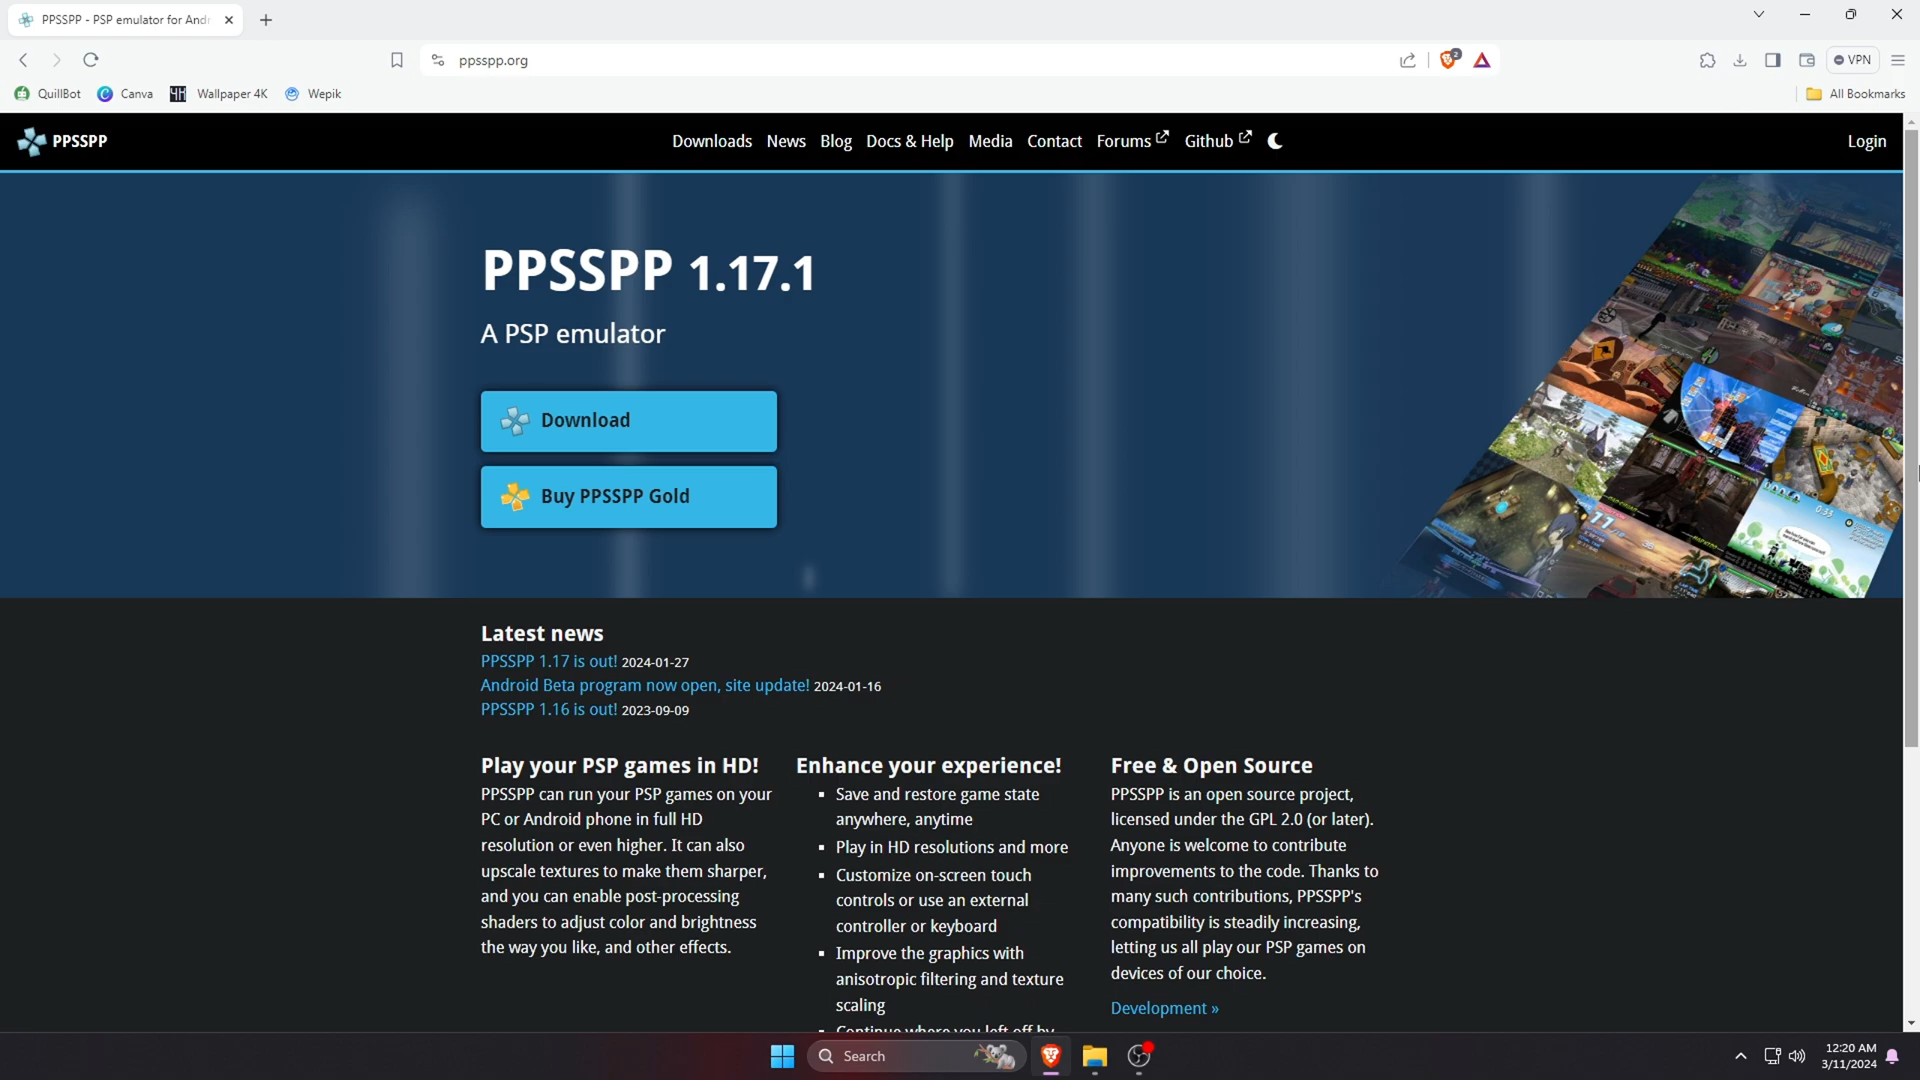 PPSSPP - PSP emulator for Andr
ppsspp.org
2
VPN
QuillBot
Canva
Wallpaper 4K
Wepik
All Bookmarks
PPSSPP
Downloads
News
Blog
Docs & Help
Media
Contact
Forums
Github
Login
PPSSPP 1.17.1
A PSP emulator
Download
Buy PPSSPP Gold
Latest news
PPSSPP 1.17 is out! 2024-01-27
Android Beta program now open, site update! 2024-01-16
PPSSPP 1.16 is out! 2023-09-09
Play your PSP games in HD!
PPSSPP can run your PSP games on your
PC or Android phone in full HD
resolution or even higher. It can also
upscale textures to make them sharper,
and you can enable post-processing
shaders to adjust color and brightness
the way you like, and other effects.
Enhance your experience!
▪ Save and restore game state
anywhere, anytime
▪ Play in HD resolutions and more
▪ Customize on-screen touch
controls or use an external
controller or keyboard
▪ Improve the graphics with
anisotropic filtering and texture
scaling
▪ Continue where you left off by
Free & Open Source
PPSSPP is an open source project,
licensed under the GPL 2.0 (or later).
Anyone is welcome to contribute
improvements to the code. Thanks to
many such contributions, PPSSPP's
compatibility is steadily increasing,
letting us all play our PSP games on
devices of our choice.
Development »
Search
12:20 AM
3/11/2024